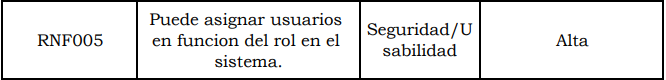 RNF005
Puede asignar usuarios
en funcion del rol en el
sistema.
Seguridad/U
sabilidad
Alta